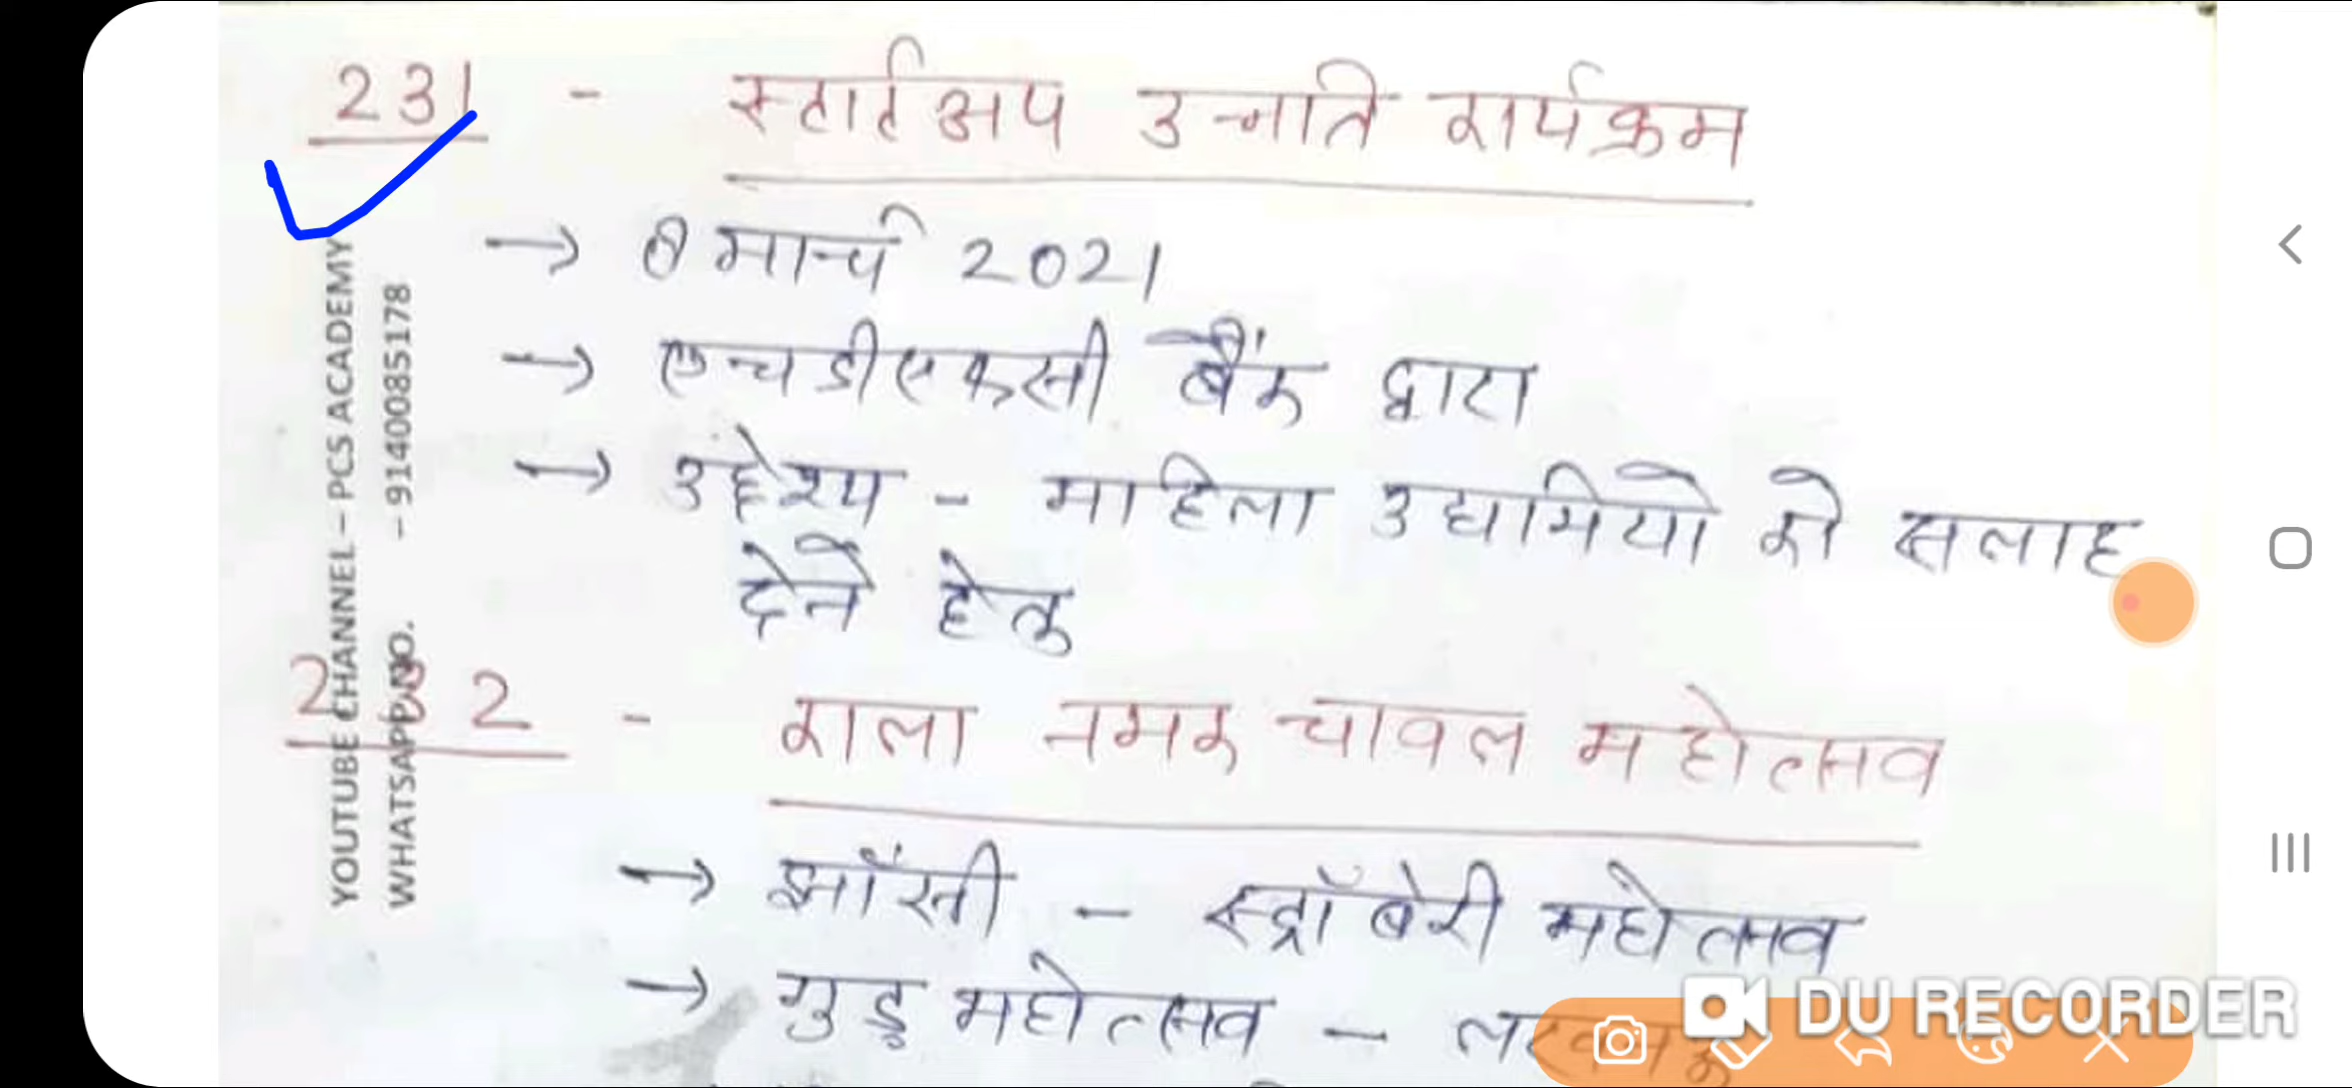 231 - स्टार्टअप उन्नति कार्यक्रम
→ 8 मार्च 2021
→ एचडीएफसी बैंक द्वारा
→ उद्देश्य - महिला उद्यमियो को सलाह
देने हेतु
232 - काला नमक चावल महोत्सव
→ झाँसी - स्ट्रॉबेरी महोत्सव
→ गुड़ महोत्सव - लखनऊ
YOUTUBE CHANNEL – PCS ACADEMY
WHATSAPP NO. – 9140085178
DU RECORDER